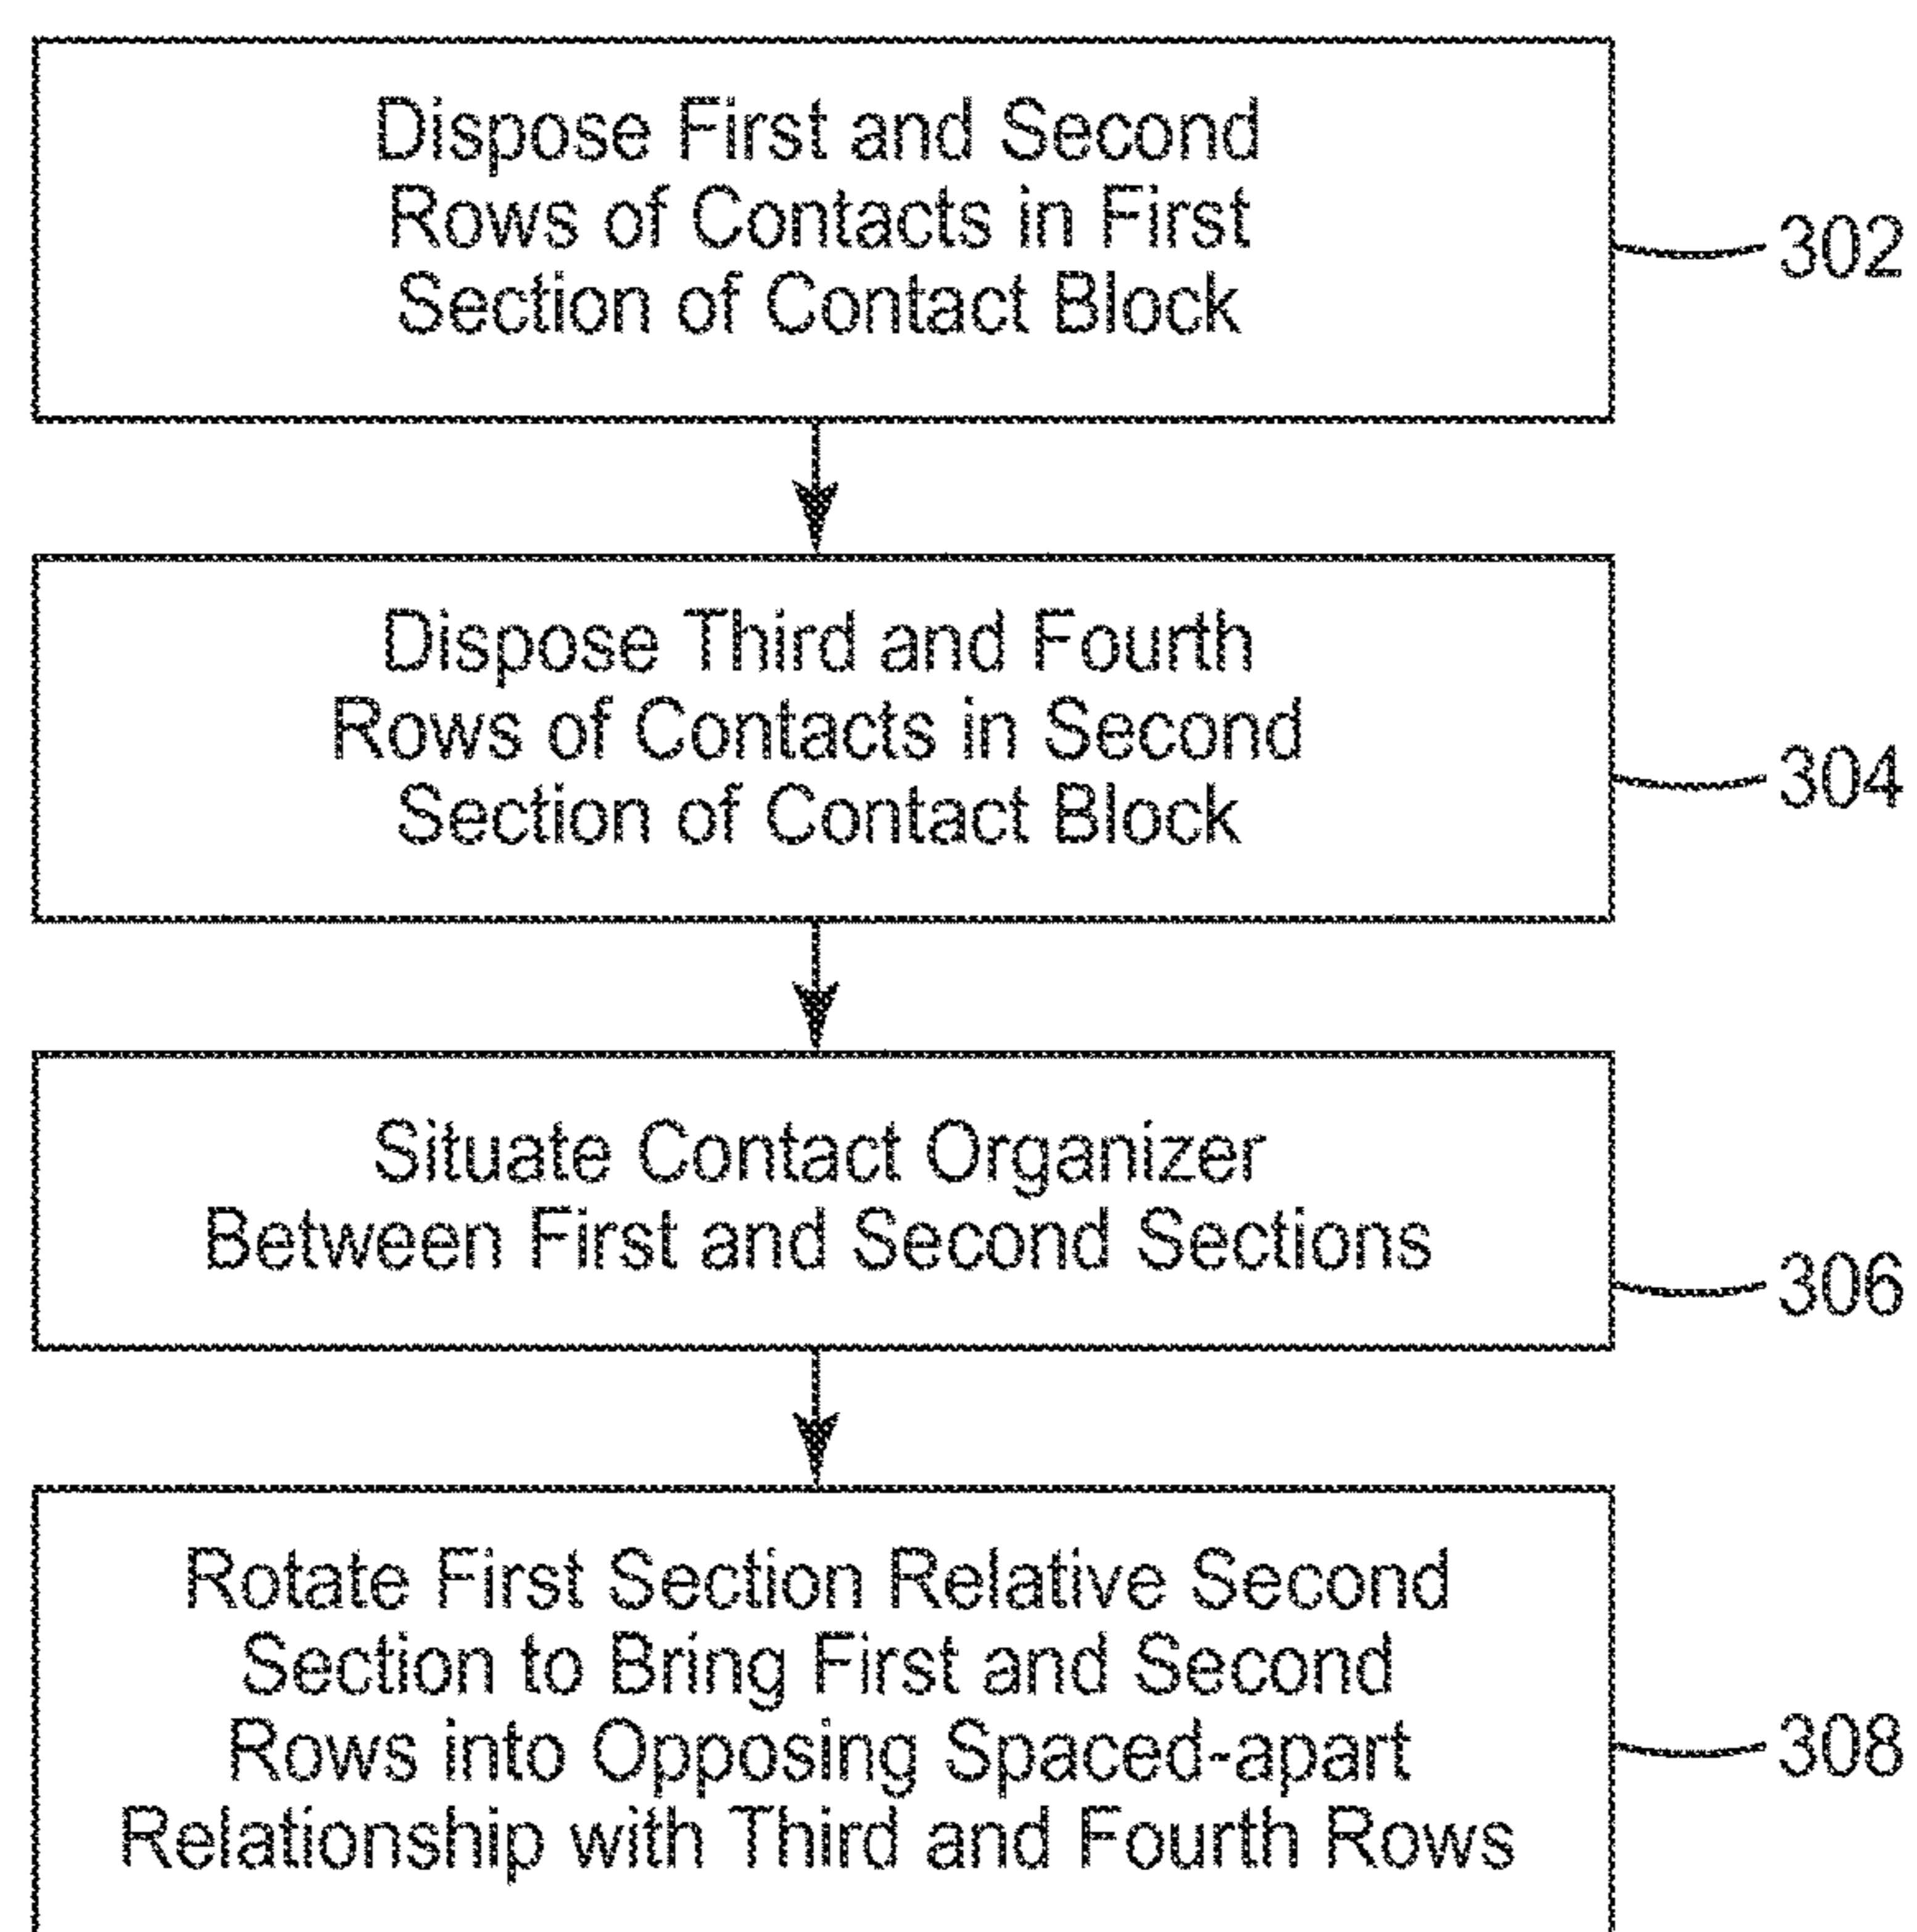 Dispose First and Second
Rows of Contacts in First
Section of Contact Block
302
Dispose Third and Fourth
Rows of Contacts in Second
Section of Contact Block
304
Situate Contact Organizer
Between First and Second Sections
306
Rotate First Section Relative Second
Section to Bring First and Second
Rows into Opposing Spaced-apart
Relationship with Third and Fourth Rows
308